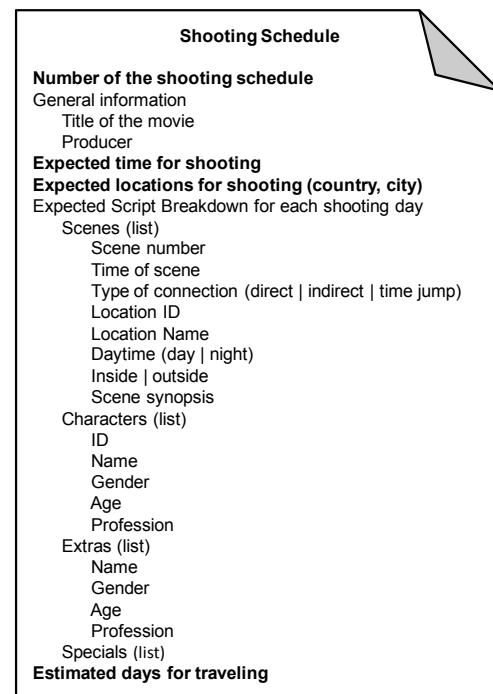 Shooting Schedule
Number of the shooting schedule
General information
Title of the movie
Producer
Expected time for shooting
Expected locations for shooting (country, city)
Expected Script Breakdown for each shooting day
Scenes (list)
Scene number
Time of scene
Type of connection (direct | indirect | time jump)
Location ID
Location Name
Daytime (day | night)
Inside | outside
Scene synopsis
Characters (list)
ID
Name
Gender
Age
Profession
Extras (list)
Name
Gender
Age
Profession
Specials (list)
Estimated days for traveling